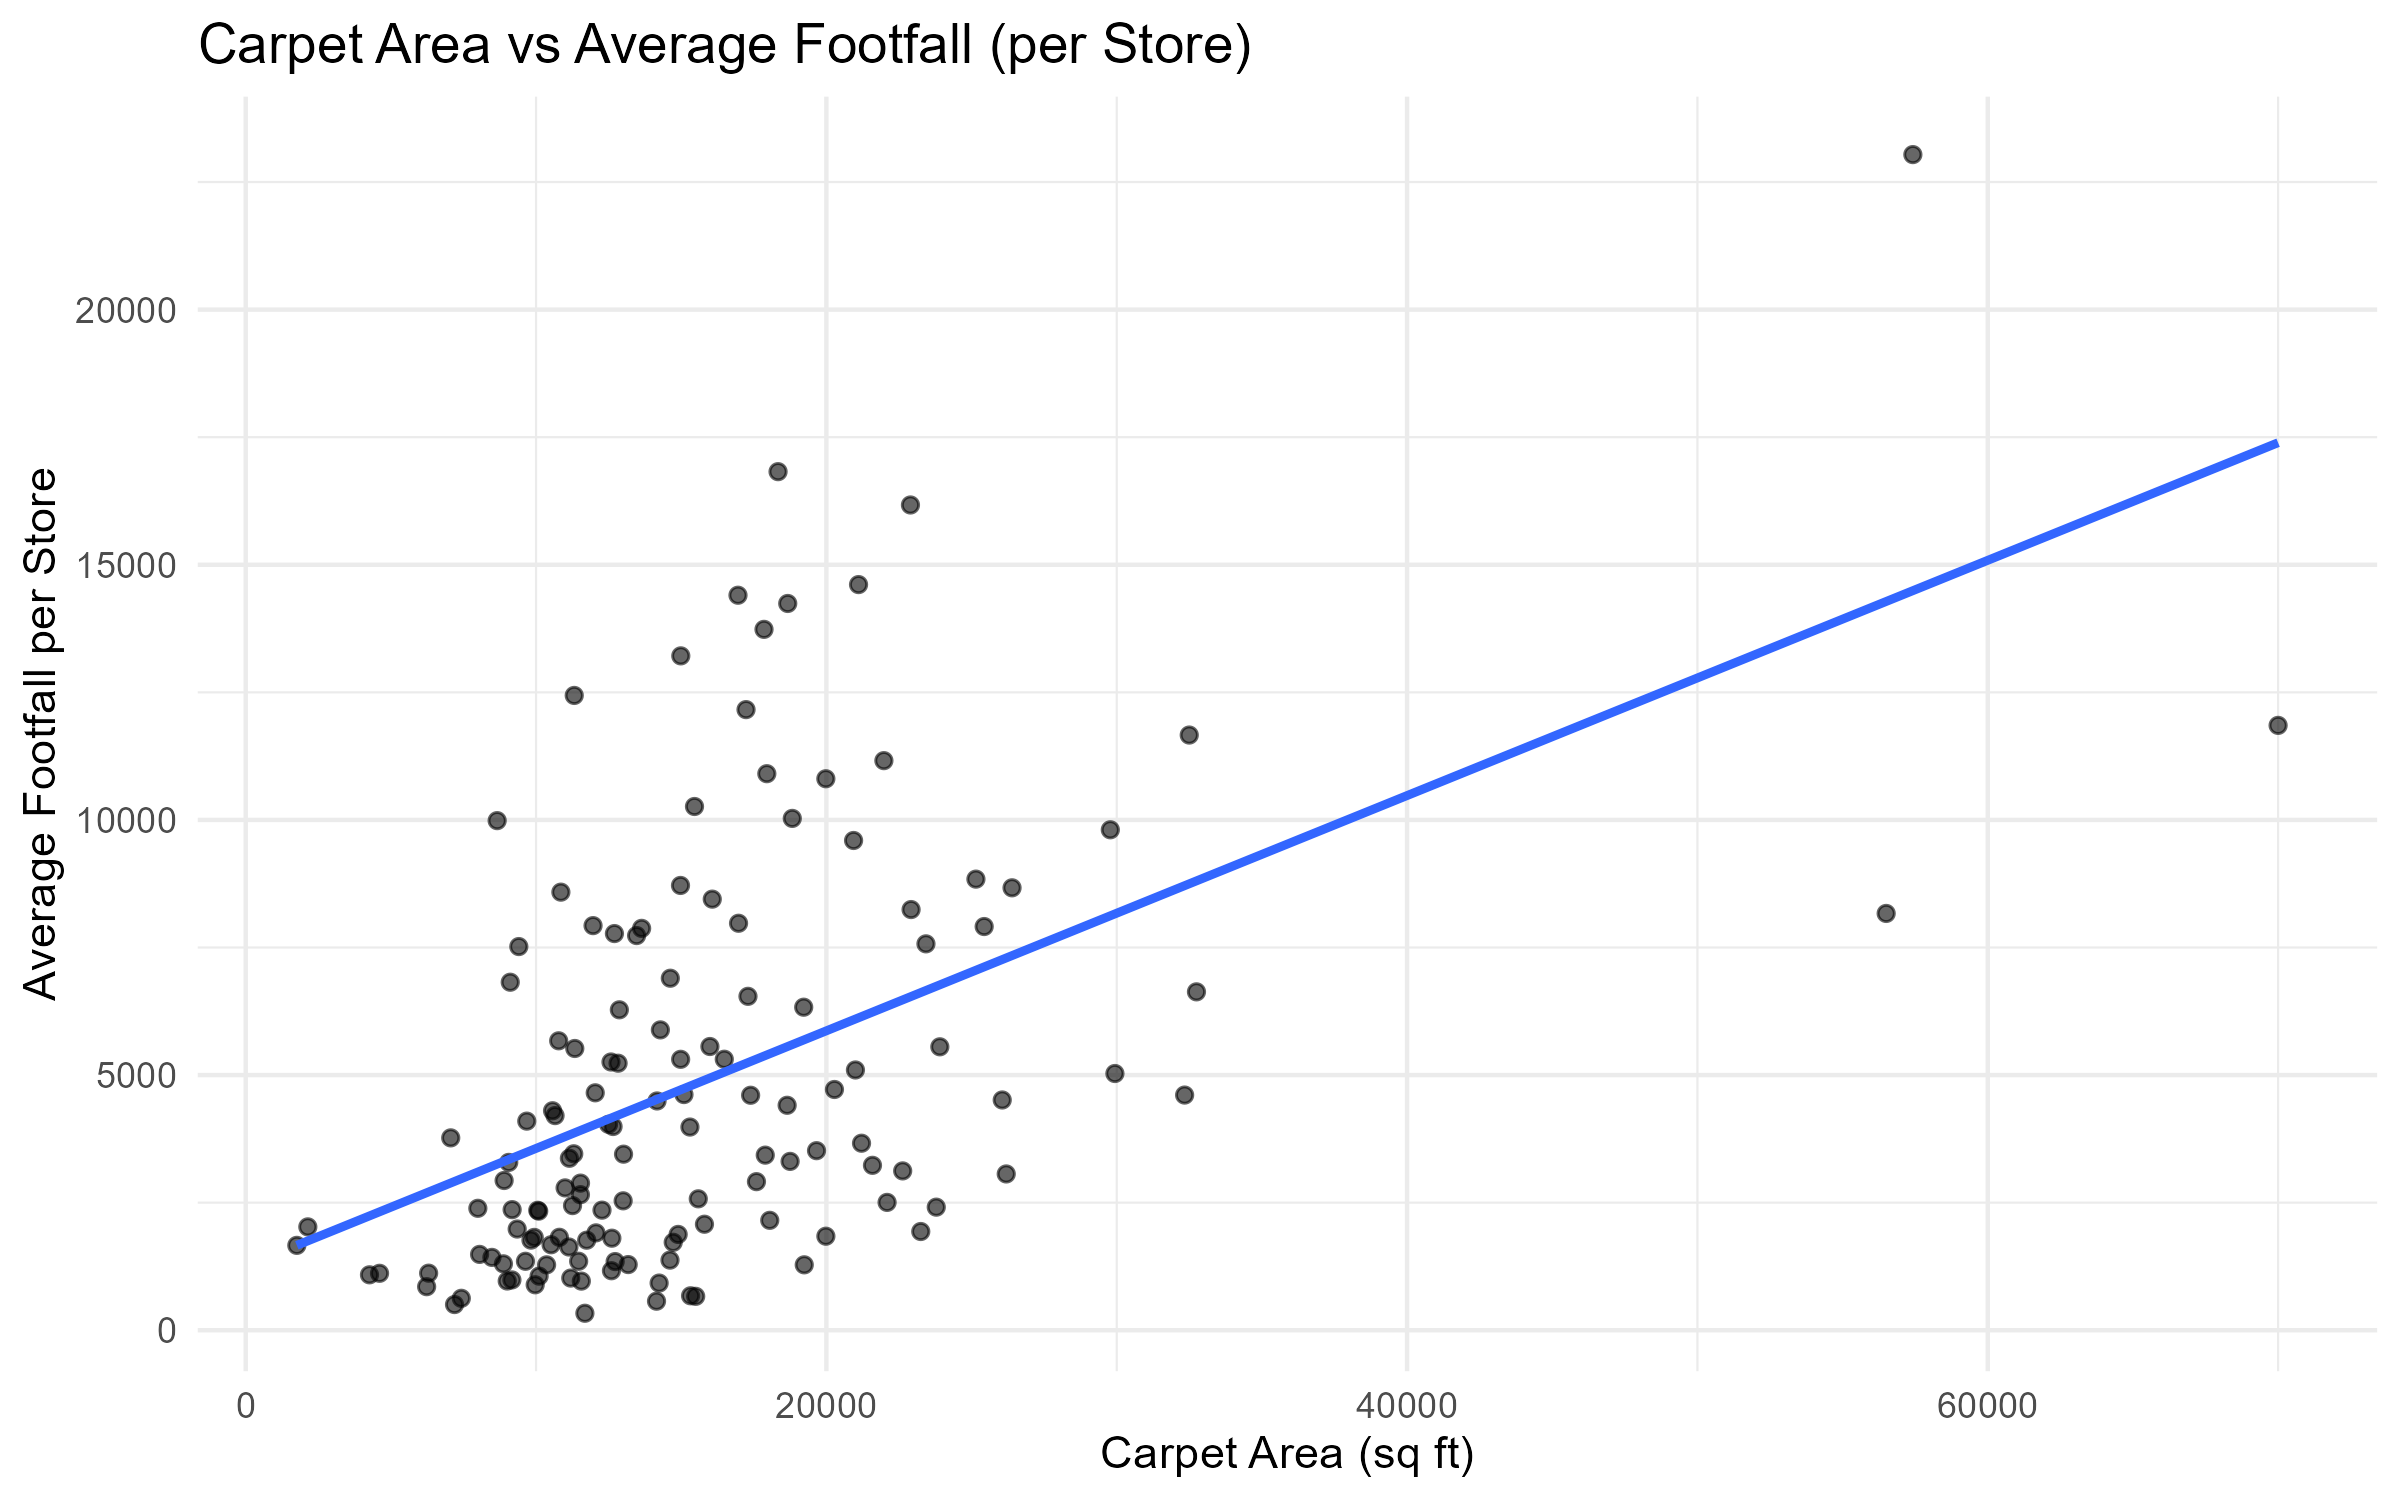 Carpet Area vs Average Footfall (per Store)
Average Footfall per Store
20000
15000
10000
5000
0
0 20000 40000 60000
Carpet Area (sq ft)